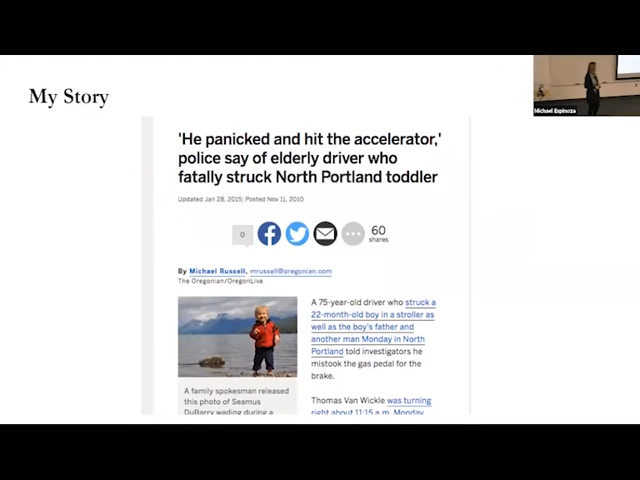 Michael Espinoza
My Story
'He panicked and hit the accelerator,'
police say of elderly driver who
fatally struck North Portland toddler
Updated Jan 28, 2015; Posted Nov 11, 2010
0
60
shares
By Michael Russell, mrussell@oregonian.com
The Oregonian/OregonLive
A family spokesman released
this photo of Seamus
DuBarry wading during a
A 75-year-old driver who struck a
22-month-old boy in a stroller as
well as the boy's father and
another man Monday in North
Portland told investigators he
mistook the gas pedal for the
brake.
Thomas Van Wickle was turning
right about 11:15 a.m. Monday